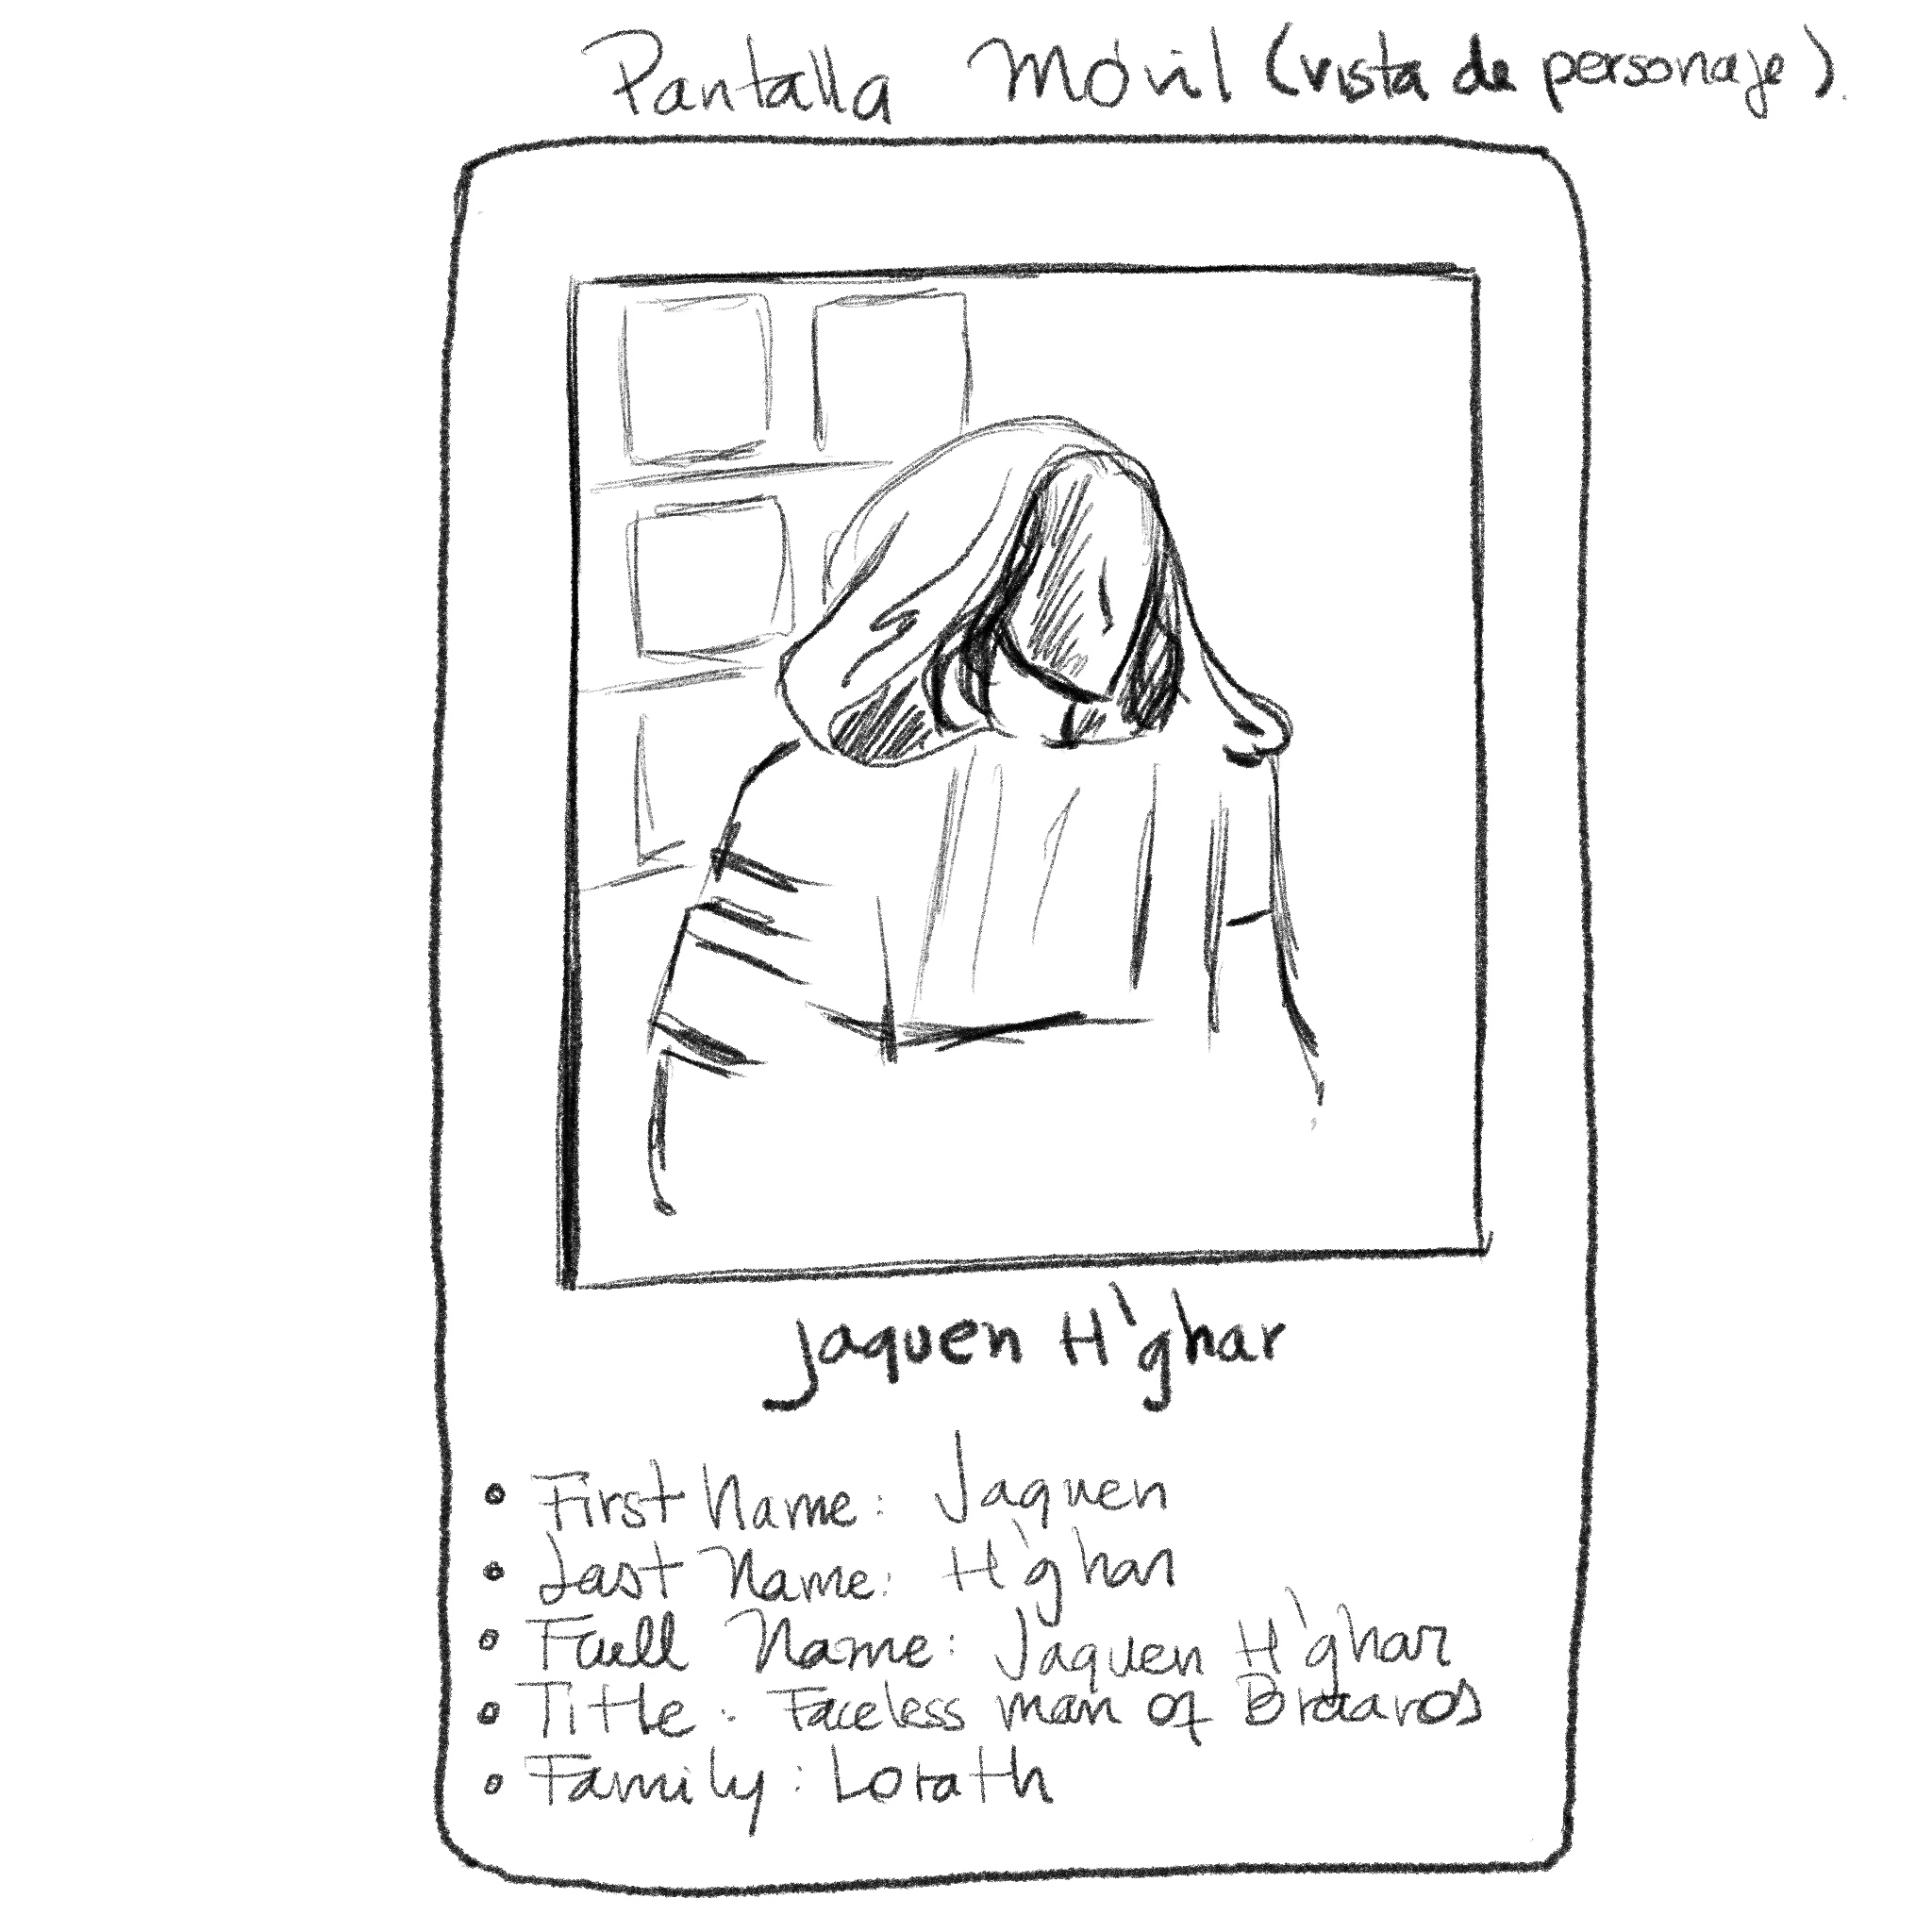 Pantalla Móvil (vista de personaje).
Jaquen H'ghar
First Name: Jaquen
Last Name: H'ghar
Full Name: Jaquen H'ghar
Title: Faceless man of Braavos
Family: Lorath